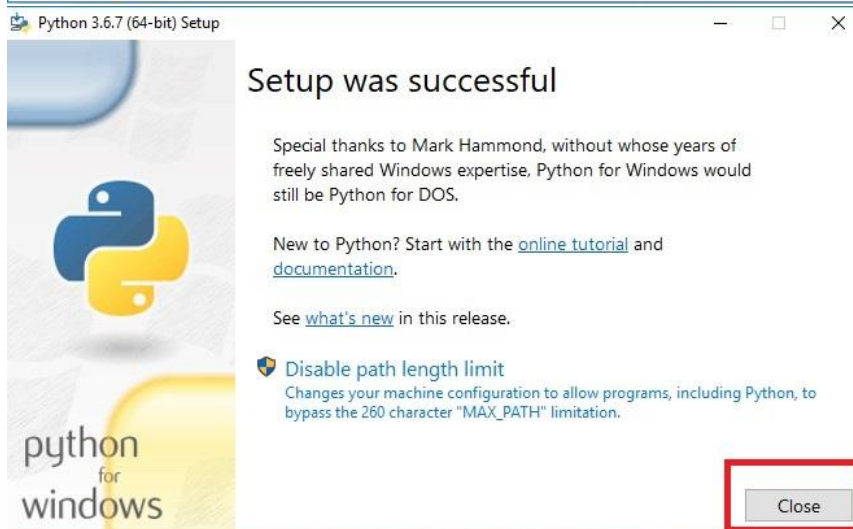 Python 3.6.7 (64-bit) Setup
Setup was successful
Special thanks to Mark Hammond, without whose years of
freely shared Windows expertise, Python for Windows would
still be Python for DOS.
New to Python? Start with the online tutorial and
documentation.
See what's new in this release.
Disable path length limit
Changes your machine configuration to allow programs, including Python, to
bypass the 260 character "MAX_PATH" limitation.
python
for
windows
Close